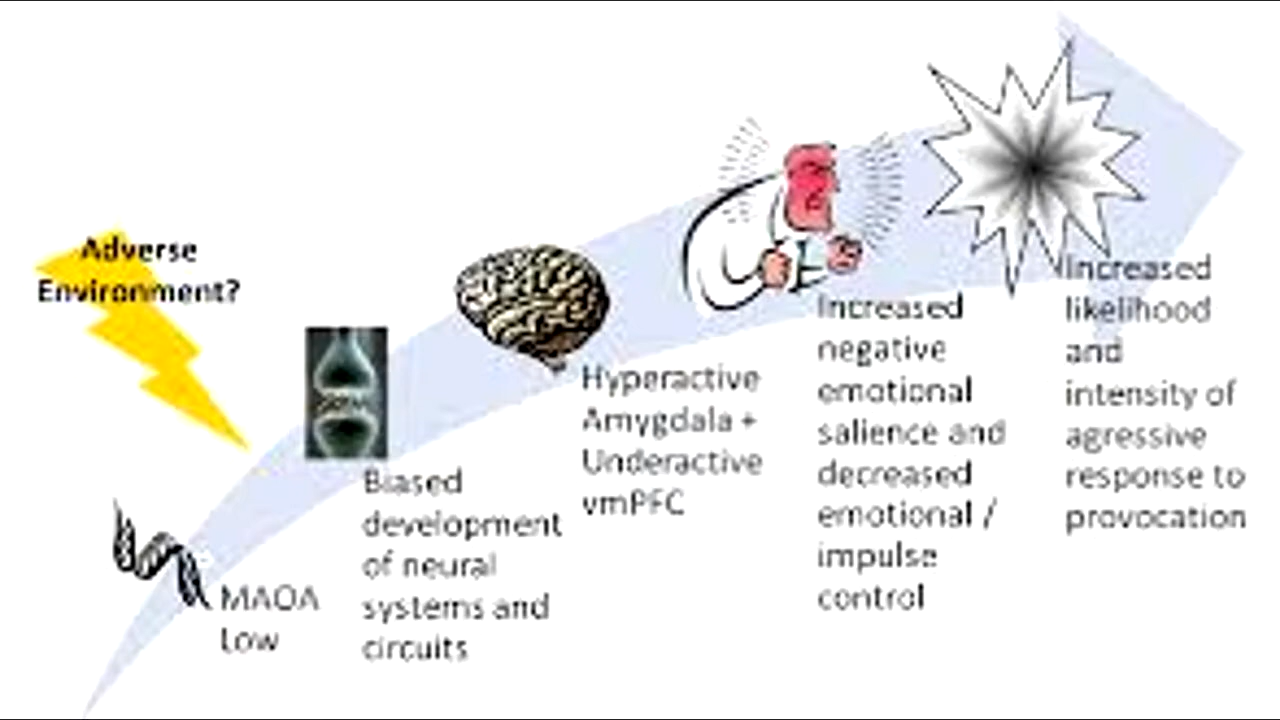 Adverse
Environment?
MAOA
Low
Biased
development
of neural
systems and
circuits
Hyperactive
Amygdala +
Underactive
vmPFC
Increased
negative
emotional
salience and
decreased
emotional /
impulse
control
Increased
likelihood
and
intensity of
agressive
response to
provocation